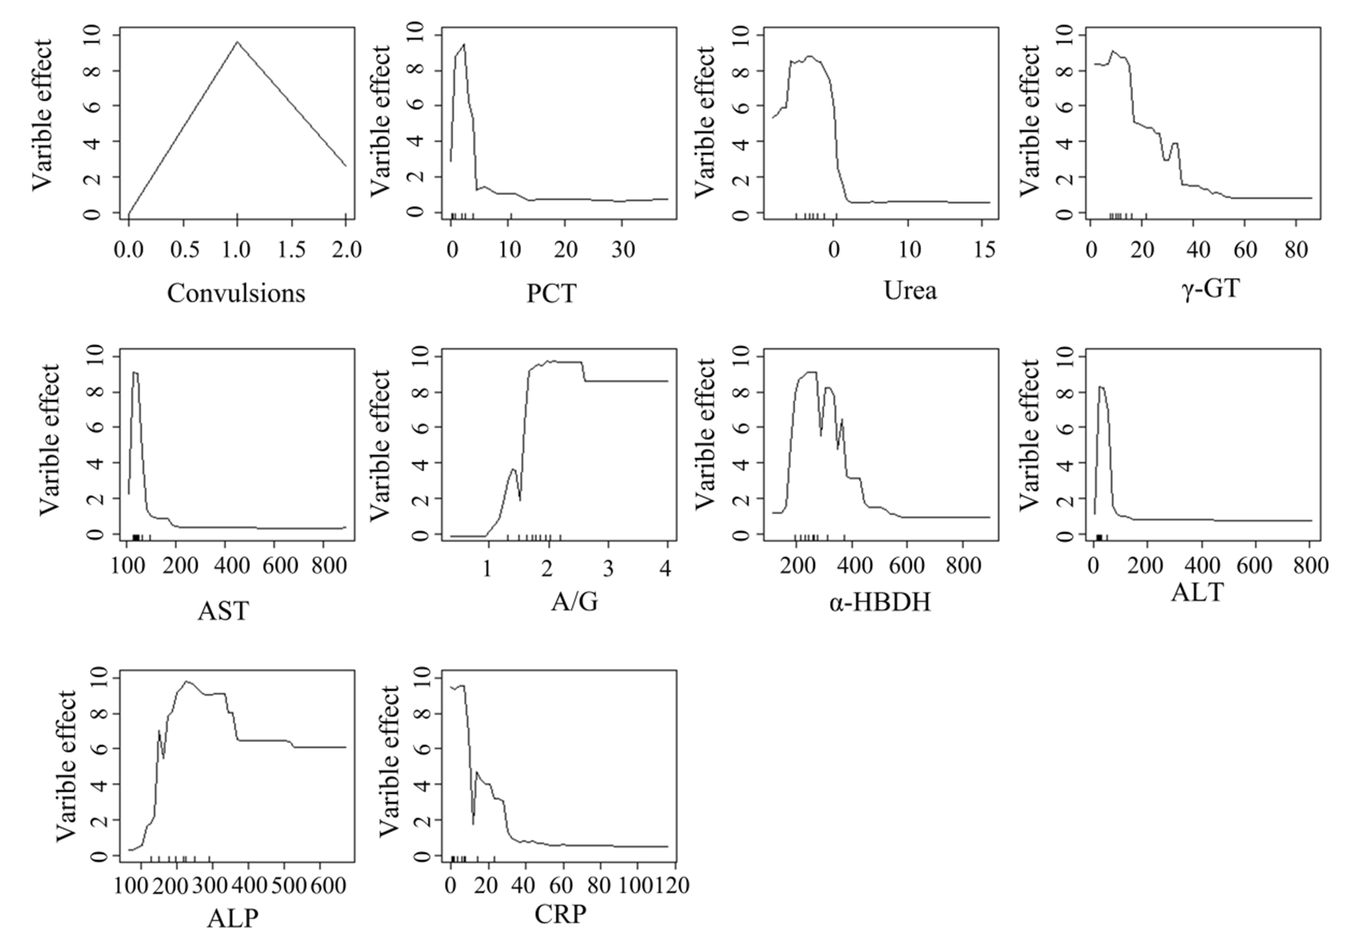 Varible effect
0 2 4 6 8 10
0.0 0.5 1.0 1.5 2.0
Convulsions
Varible effect
0 2 4 6 8 10
0 10 20 30
PCT
Varible effect
0 2 4 6 8 10
0 10 15
Urea
Varible effect
0 2 4 6 8 10
0 20 40 60 80
γ-GT
Varible effect
0 2 4 6 8 10
100 200 400 600 800
AST
Varible effect
0 2 4 6 8 10
1 2 3 4
A/G
Varible effect
0 2 4 6 8 10
200 400 600 800
α-HBDH
Varible effect
0 2 4 6 8 10
0 200 400 600 800
ALT
Varible effect
0 2 4 6 8 10
100 200 300 400 500 600
ALP
Varible effect
0 2 4 6 8 10
0 20 40 60 80 100 120
CRP